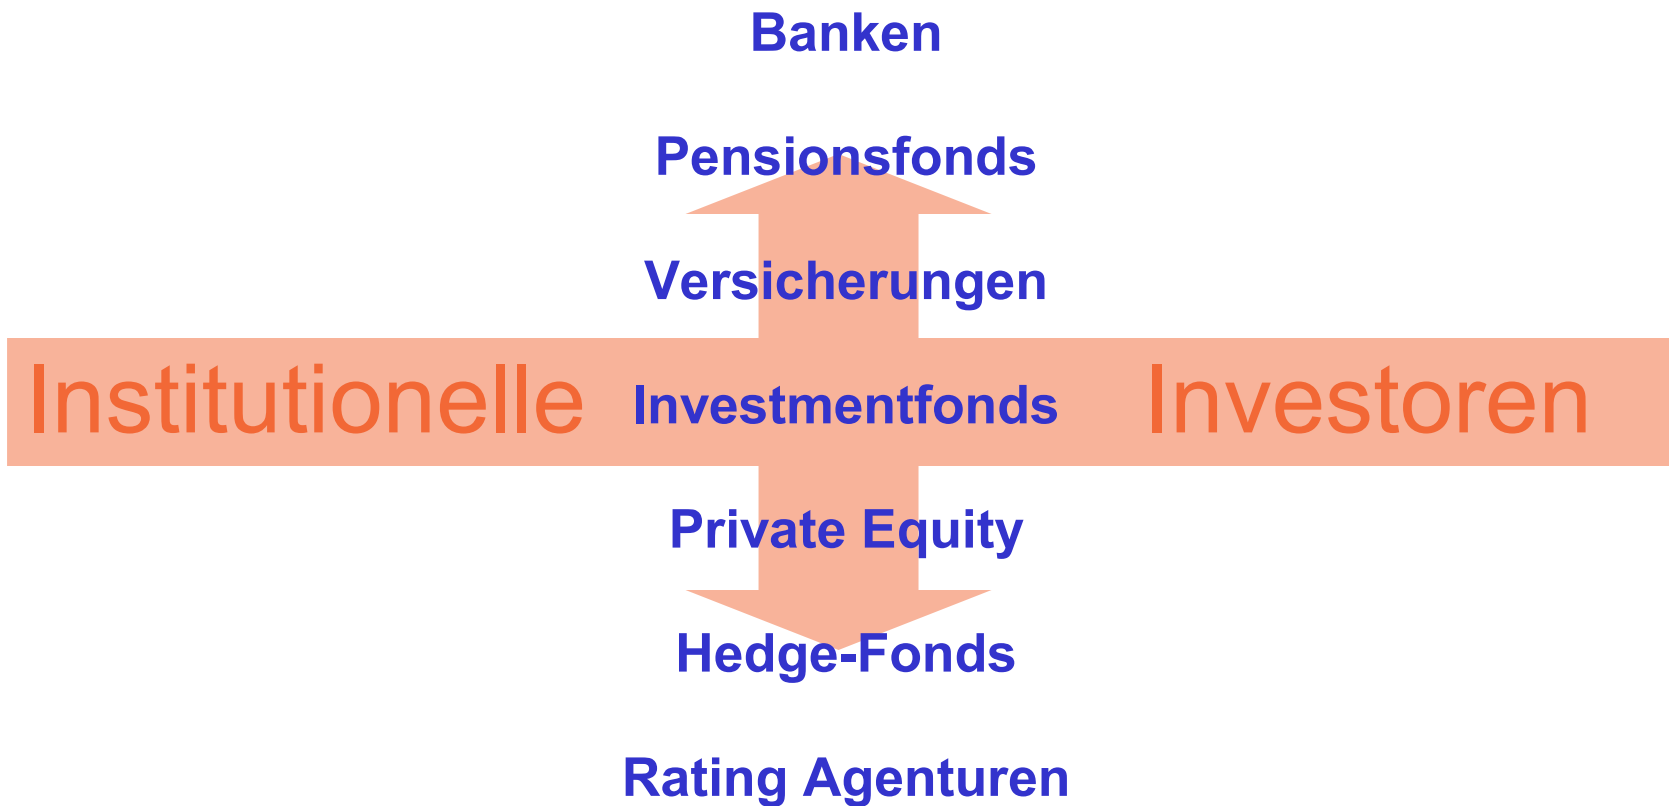 Banken
Pensionsfonds
Versicherungen
Institutionelle Investmentfonds Investoren
Private Equity
Hedge-Fonds
Rating Agenturen